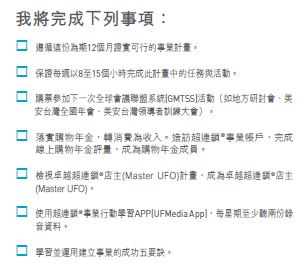 我將完成下列事項：
遵循這份為期12個月證實可行的事業計畫。
保證每週以8至15個小時完成此計畫中的任務與活動。
購票參加下一次全球會議聯盟系統(GMTSS)活動（如地方研討會、美
安台灣全國年會、美安台灣領導者訓練大會）。
落實購物年金，轉消費為收入。造訪超連鎖®事業帳戶，完成
線上購物年金評量，成為購物年金成員。
檢視卓越超連鎖®店主(Master UFO)計畫，成為卓越超連鎖®店主
(Master UFO)。
使用超連鎖®事業行動學習APP(UFMedia App)，每星期至少聽兩份錄
音資料。
學習並運用建立事業的成功五要訣。